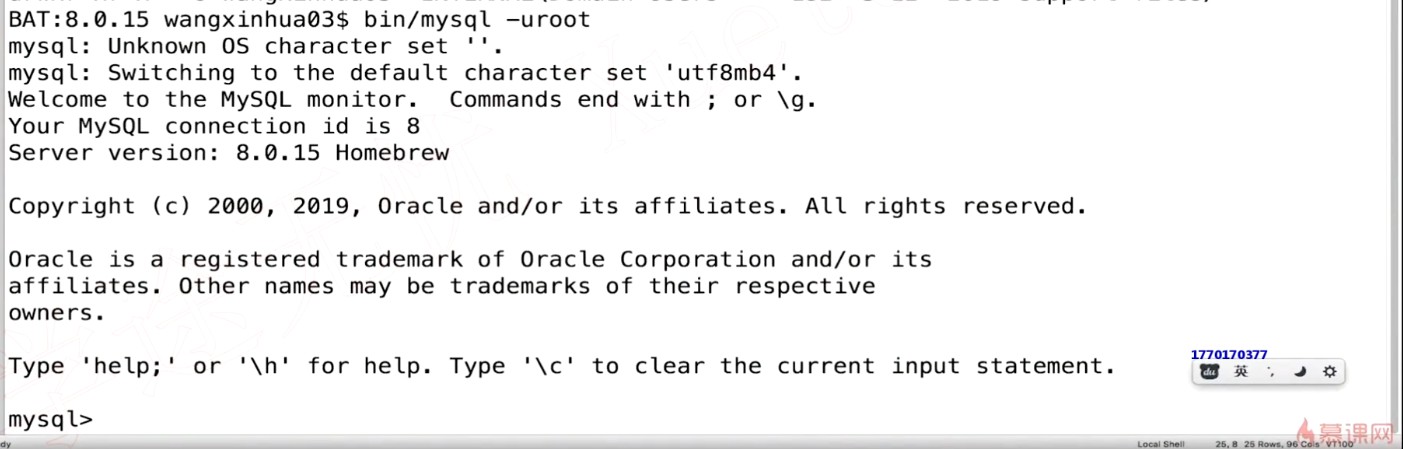 BAT:8.0.15 wangxinhua03$ bin/mysql -uroot
mysql: Unknown OS character set ''.
mysql: Switching to the default character set 'utf8mb4'.
Welcome to the MySQL monitor.  Commands end with ; or \g.
Your MySQL connection id is 8
Server version: 8.0.15 Homebrew
Copyright (c) 2000, 2019, Oracle and/or its affiliates. All rights reserved.
Oracle is a registered trademark of Oracle Corporation and/or its
affiliates. Other names may be trademarks of their respective
owners.
Type 'help;' or '\h' for help. Type '\c' to clear the current input statement.
1770170377
du 英
mysql>
慕课网
dy Local Shell 25, 8 25 Rows, 96 Cols VT100